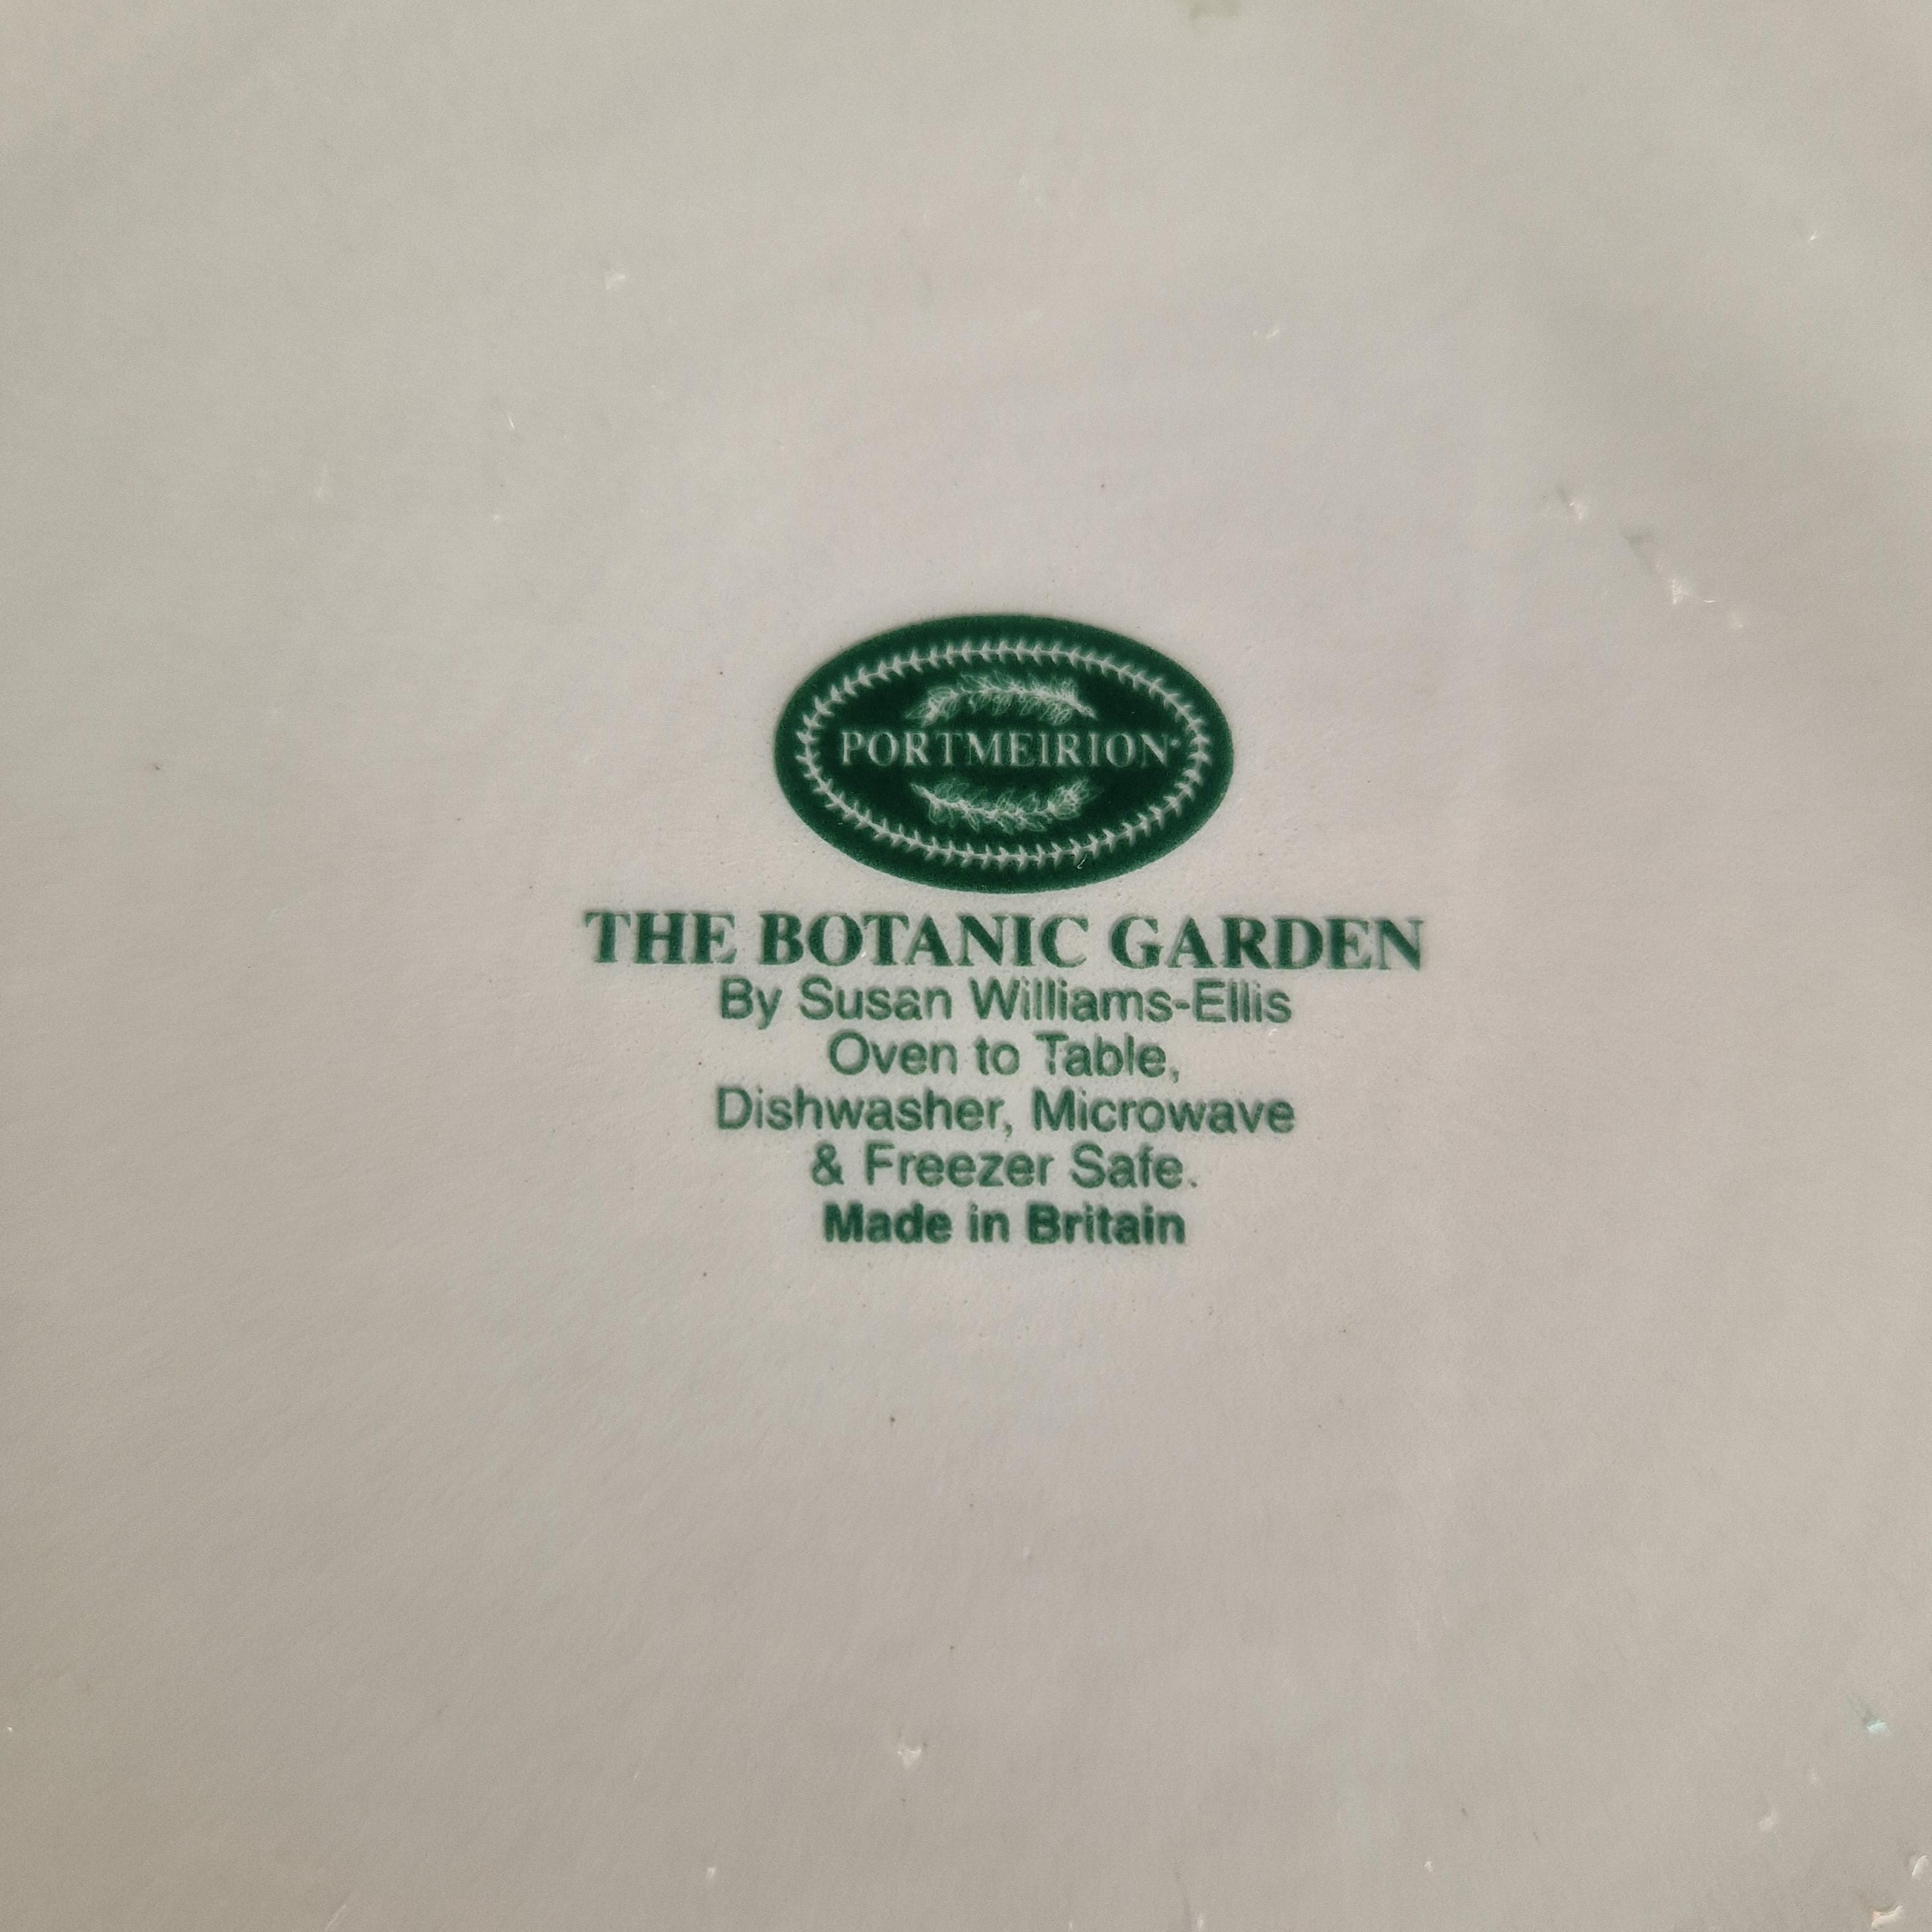 PORTMEIRION
THE BOTANIC GARDEN
By Susan Williams-Ellis
Oven to Table,
Dishwasher, Microwave
& Freezer Safe.
Made in Britain